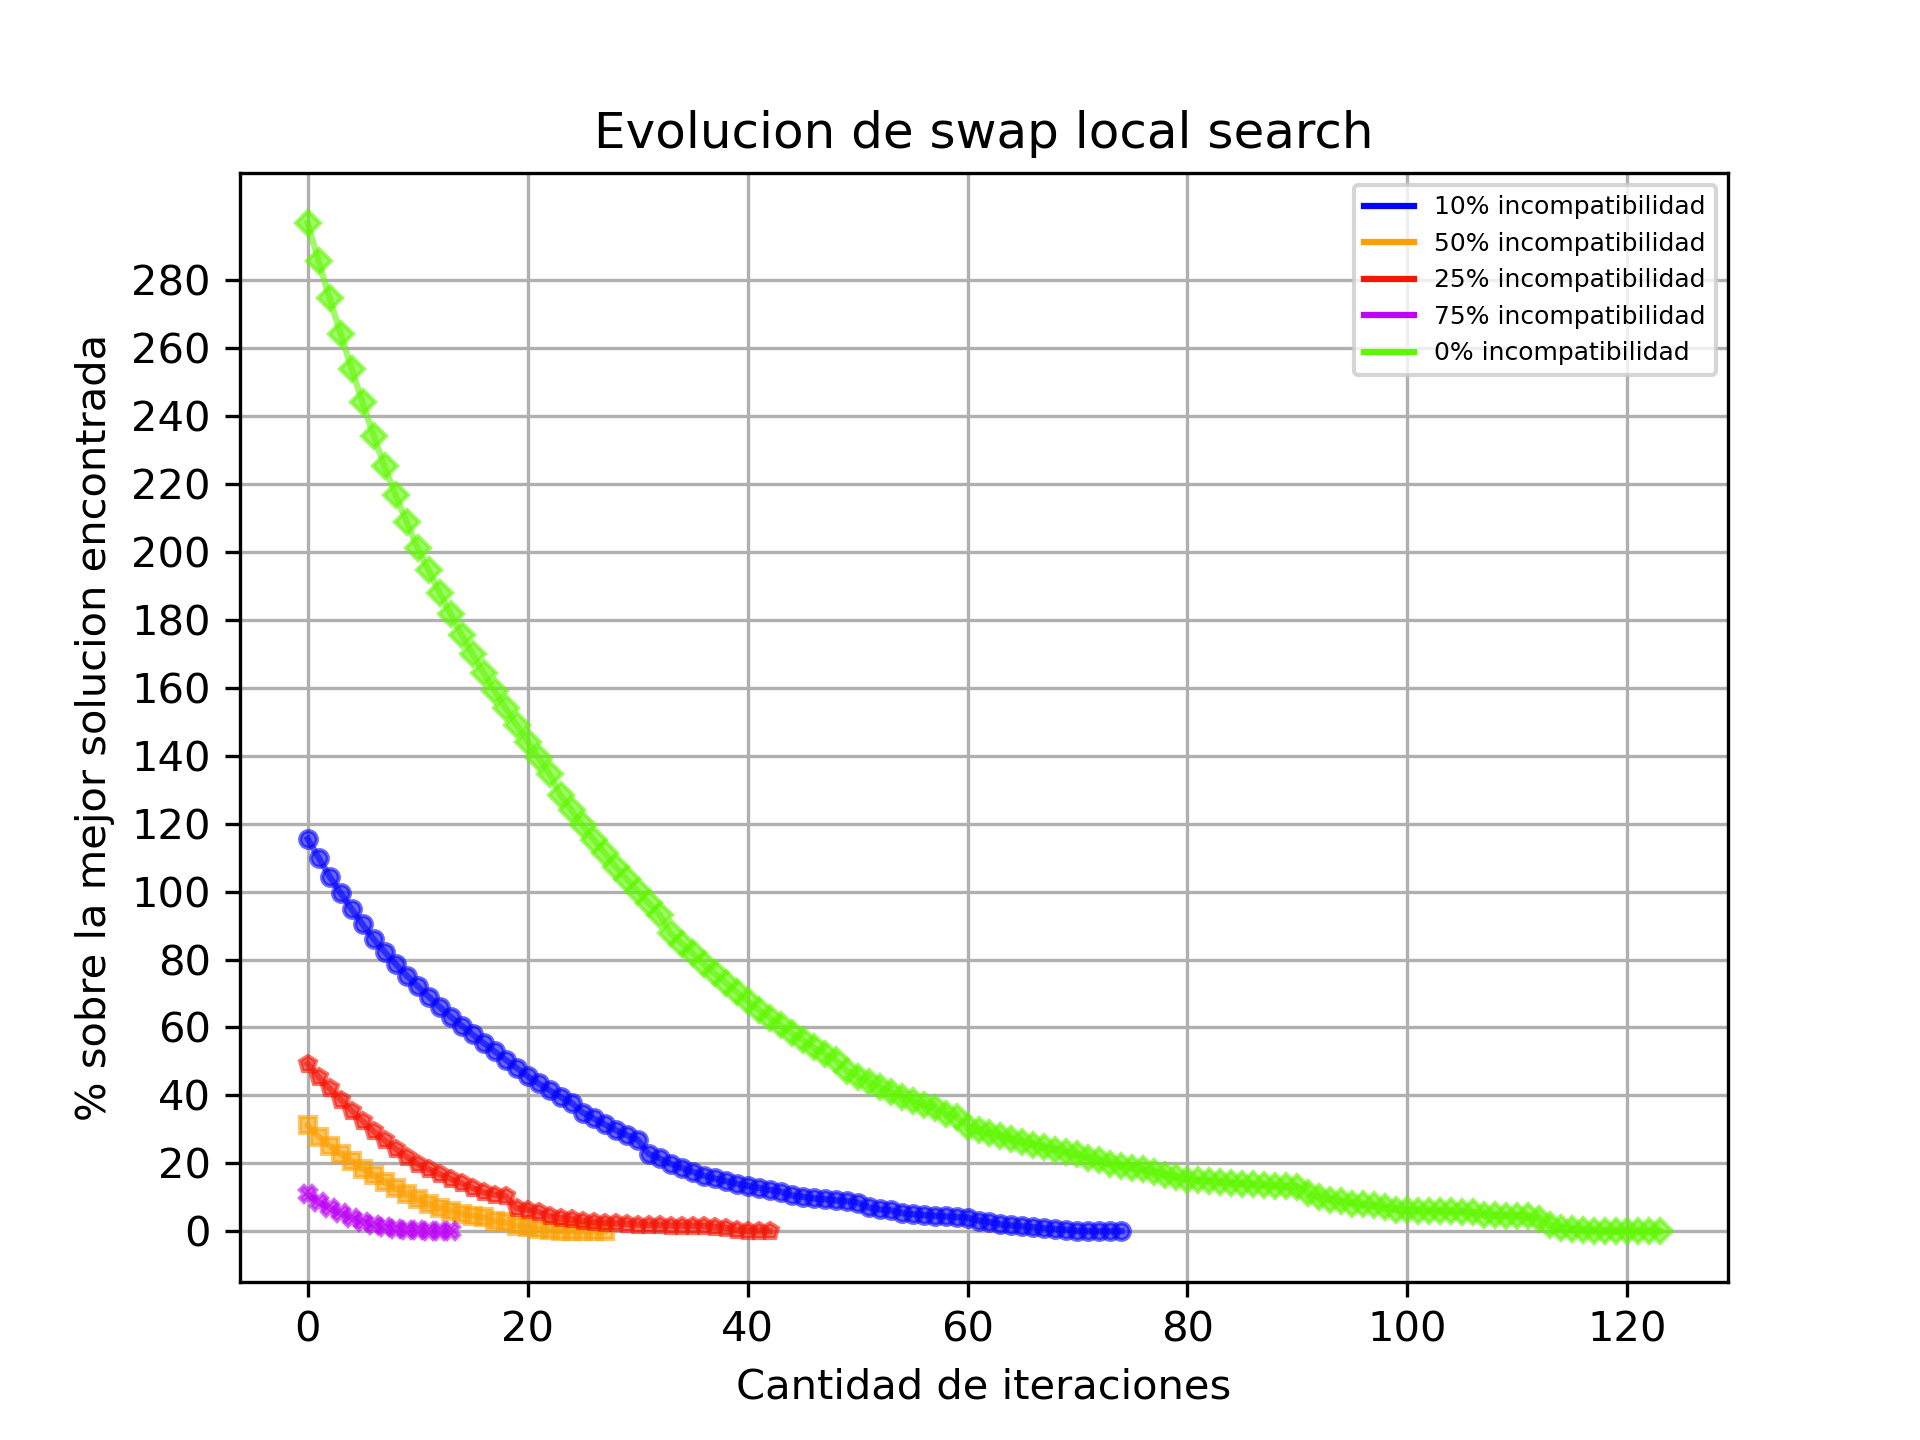 Evolucion de swap local search
10% incompatibilidad
50% incompatibilidad
25% incompatibilidad
75% incompatibilidad
0% incompatibilidad
% sobre la mejor solucion encontrada
280
260
240
220
200
180
160
140
120
100
80
60
40
20
0
0 20 40 60 80 100 120
Cantidad de iteraciones